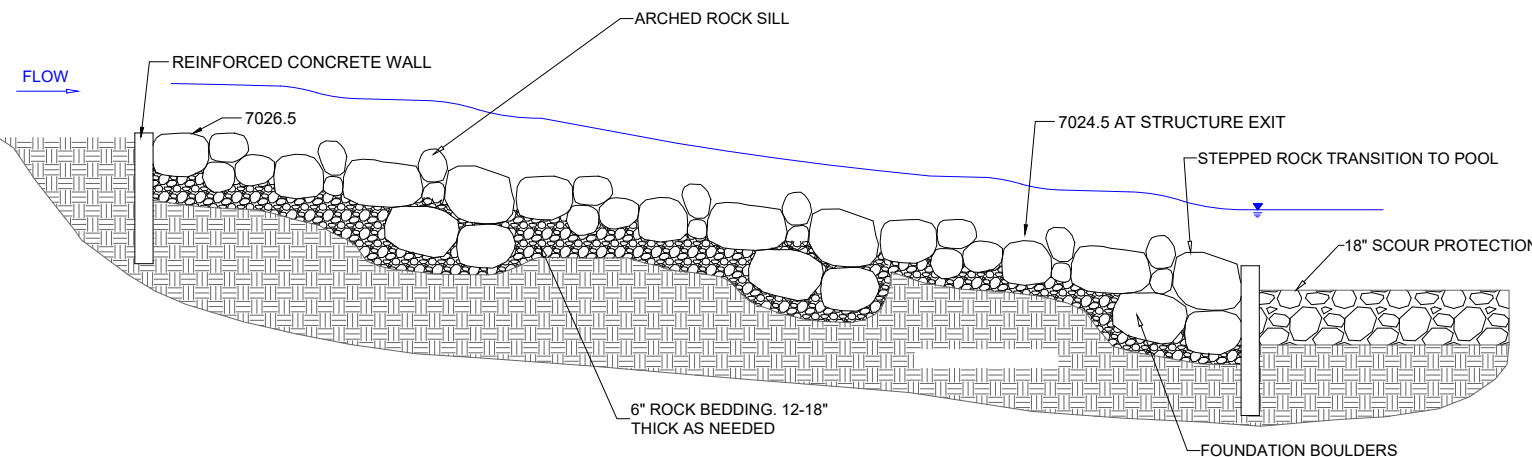 ARCHED ROCK SILL
REINFORCED CONCRETE WALL
FLOW
7026.5
7024.5 AT STRUCTURE EXIT
STEPPED ROCK TRANSITION TO POOL
18" SCOUR PROTECTION
6" ROCK BEDDING. 12-18"
THICK AS NEEDED
FOUNDATION BOULDERS